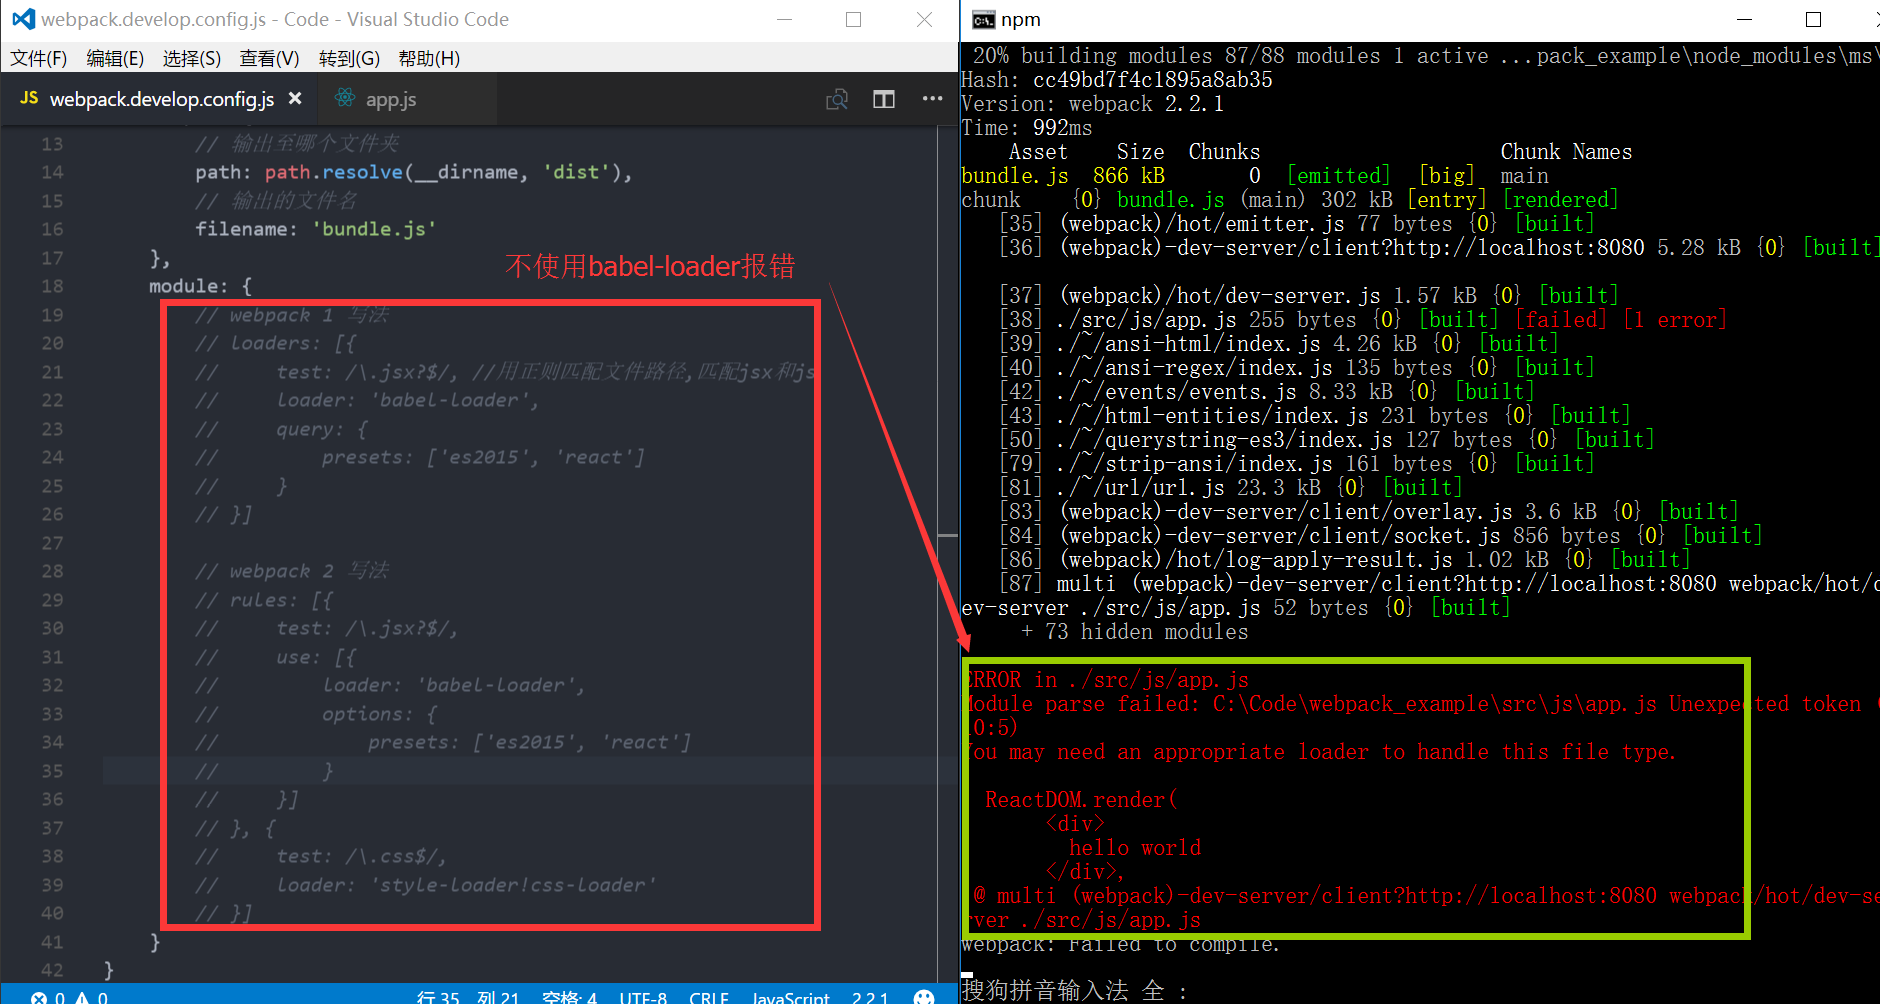 webpack.develop.config.js - Code - Visual Studio Code
文件(F) 编辑(E) 选择(S) 查看(V) 转到(G) 帮助(H)
JS webpack.develop.config.js × app.js
13 // 输出至哪个文件夹
14 path: path.resolve(__dirname, 'dist'),
15 // 输出的文件名
16 filename: 'bundle.js'
17 },
不使用babel-loader报错
18 module: {
19 // webpack 1 写法
20 // loaders: [{
21 // test: /\.jsx?$/, //用正则匹配文件路径,匹配jsx和js
22 // loader: 'babel-loader',
23 // query: {
24 // presets: ['es2015', 'react']
25 // }
26 // }]
27
28 // webpack 2 写法
29 // rules: [{
30 // test: /\.jsx?$/,
31 // use: [{
32 // loader: 'babel-loader',
33 // options: {
34 // presets: ['es2015', 'react']
35 // }
36 // }]
37 // }, {
38 // test: /\.css$/,
39 // loader: 'style-loader!css-loader'
40 // }]
41 }
42 }
0 0 行 35 列 21 空格: 4 UTF-8 CRLF JavaScript 2.2.1
npm
20% building modules 87/88 modules 1 active ...pack_example\node_modules\ms\
Hash: cc49bd7f4c1895a8ab35
Version: webpack 2.2.1
Time: 992ms
Asset Size Chunks Chunk Names
bundle.js 866 kB 0 [emitted] [big] main
chunk {0} bundle.js (main) 302 kB [entry] [rendered]
[35] (webpack)/hot/emitter.js 77 bytes {0} [built]
[36] (webpack)-dev-server/client?http://localhost:8080 5.28 kB {0} [built]
[37] (webpack)/hot/dev-server.js 1.57 kB {0} [built]
[38] ./src/js/app.js 255 bytes {0} [built] [failed] [1 error]
[39] ./~/ansi-html/index.js 4.26 kB {0} [built]
[40] ./~/ansi-regex/index.js 135 bytes {0} [built]
[42] ./~/events/events.js 8.33 kB {0} [built]
[43] ./~/html-entities/index.js 231 bytes {0} [built]
[50] ./~/querystring-es3/index.js 127 bytes {0} [built]
[79] ./~/strip-ansi/index.js 161 bytes {0} [built]
[81] ./~/url/url.js 23.3 kB {0} [built]
[83] (webpack)-dev-server/client/overlay.js 3.6 kB {0} [built]
[84] (webpack)-dev-server/client/socket.js 856 bytes {0} [built]
[86] (webpack)/hot/log-apply-result.js 1.02 kB {0} [built]
[87] multi (webpack)-dev-server/client?http://localhost:8080 webpack/hot/d
ev-server ./src/js/app.js 52 bytes {0} [built]
+ 73 hidden modules
ERROR in ./src/js/app.js
Module parse failed: C:\Code\webpack_example\src\js\app.js Unexpected token (
10:5)
You may need an appropriate loader to handle this file type.
ReactDOM.render(
<div>
hello world
</div>,
@ multi (webpack)-dev-server/client?http://localhost:8080 webpack/hot/dev-se
rver ./src/js/app.js
webpack: Failed to compile.
搜狗拼音输入法 全 :